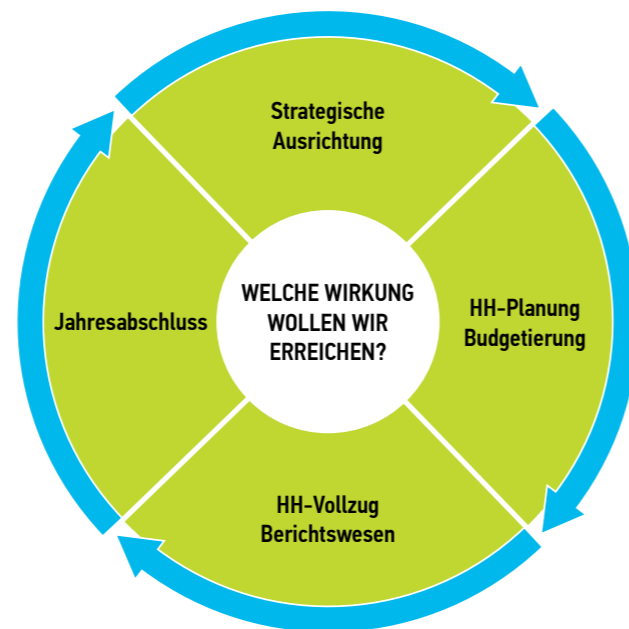 Strategische
Ausrichtung
WELCHE WIRKUNG
WOLLEN WIR
ERREICHEN?
Jahresabschluss
HH-Planung
Budgetierung
HH-Vollzug
Berichtswesen